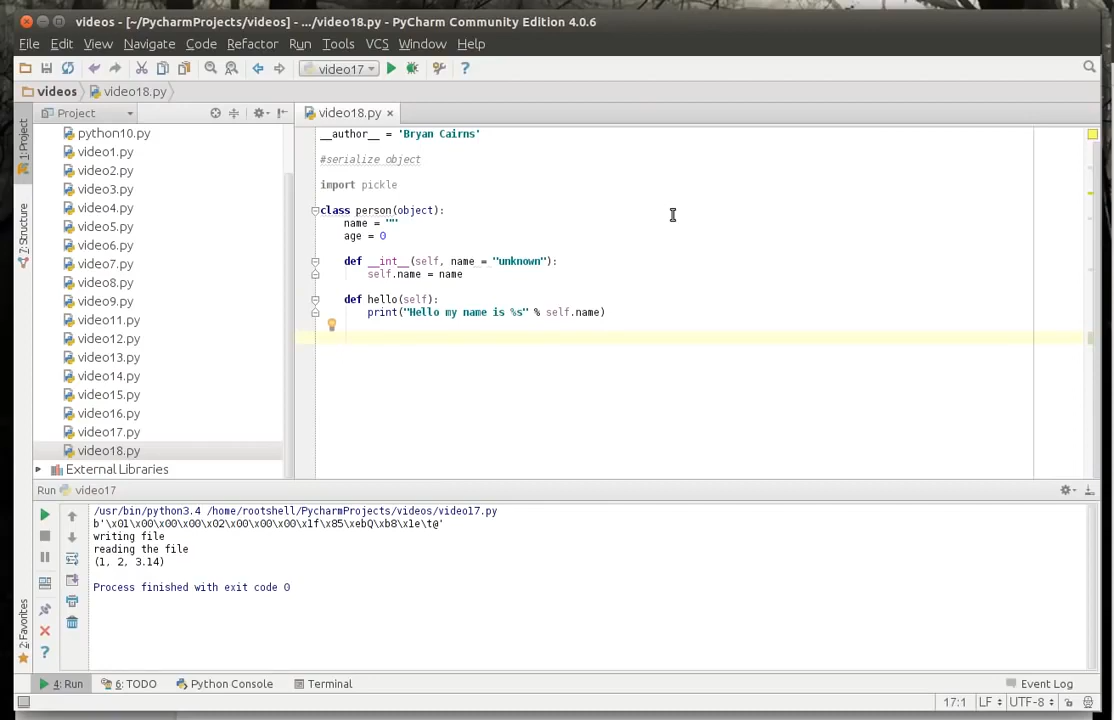 videos - [~/PycharmProjects/videos] - .../video18.py - PyCharm Community Edition 4.0.6
File Edit View Navigate Code Refactor Run Tools VCS Window Help
video17
videos video18.py
Project video18.py
1: Project
7: Structure
2: Favorites
python10.py
video1.py
video2.py
video3.py
video4.py
video5.py
video6.py
video7.py
video8.py
video9.py
video11.py
video12.py
video13.py
video14.py
video15.py
video16.py
video17.py
video18.py
External Libraries
__author__ = 'Bryan Cairns'
#serialize object
import pickle
class person(object):
name = ""
age = 0
def __int__(self, name = "unknown"):
self.name = name
def hello(self):
print("Hello my name is %s" % self.name)
Run video17
/usr/bin/python3.4 /home/rootshell/PycharmProjects/videos/video17.py
b'\x01\x00\x00\x00\x02\x00\x00\x00\x1f\x85\xebQ\xb8\x1e\t@'
writing file
reading the file
(1, 2, 3.14)
Process finished with exit code 0
4: Run 6: TODO Python Console Terminal Event Log
17:1 LF UTF-8